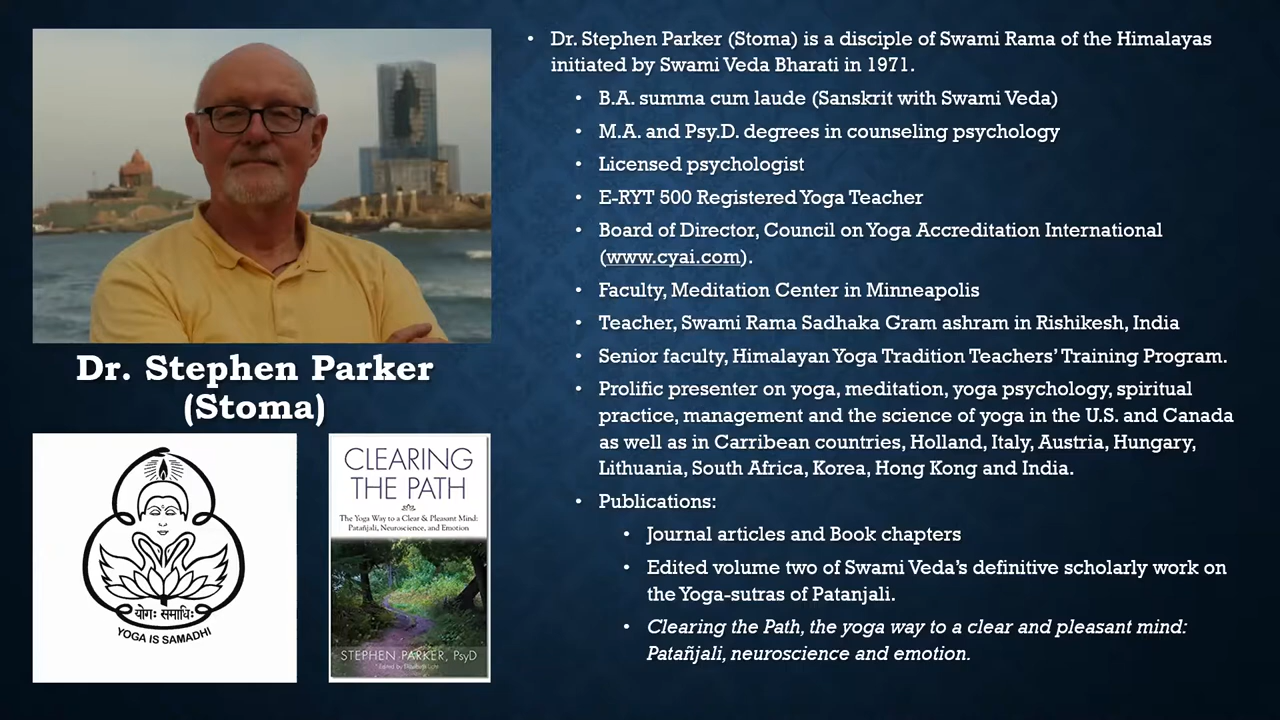 Dr. Stephen Parker
(Stoma)
योगः समाधिः
YOGA IS SAMADHI
CLEARING
THE PATH
The Yoga Way to a Clear & Pleasant Mind:
Patañjali, Neuroscience, and Emotion
STEPHEN PARKER, PsyD
• Dr. Stephen Parker (Stoma) is a disciple of Swami Rama of the Himalayas
initiated by Swami Veda Bharati in 1971.
• B.A. summa cum laude (Sanskrit with Swami Veda)
• M.A. and Psy.D. degrees in counseling psychology
• Licensed psychologist
• E-RYT 500 Registered Yoga Teacher
• Board of Director, Council on Yoga Accreditation International
(www.cyai.com).
• Faculty, Meditation Center in Minneapolis
• Teacher, Swami Rama Sadhaka Gram ashram in Rishikesh, India
• Senior faculty, Himalayan Yoga Tradition Teachers’ Training Program.
• Prolific presenter on yoga, meditation, yoga psychology, spiritual
practice, management and the science of yoga in the U.S. and Canada
as well as in Carribean countries, Holland, Italy, Austria, Hungary,
Lithuania, South Africa, Korea, Hong Kong and India.
• Publications:
• Journal articles and Book chapters
• Edited volume two of Swami Veda’s definitive scholarly work on
the Yoga-sutras of Patanjali.
• Clearing the Path, the yoga way to a clear and pleasant mind:
Patañjali, neuroscience and emotion.